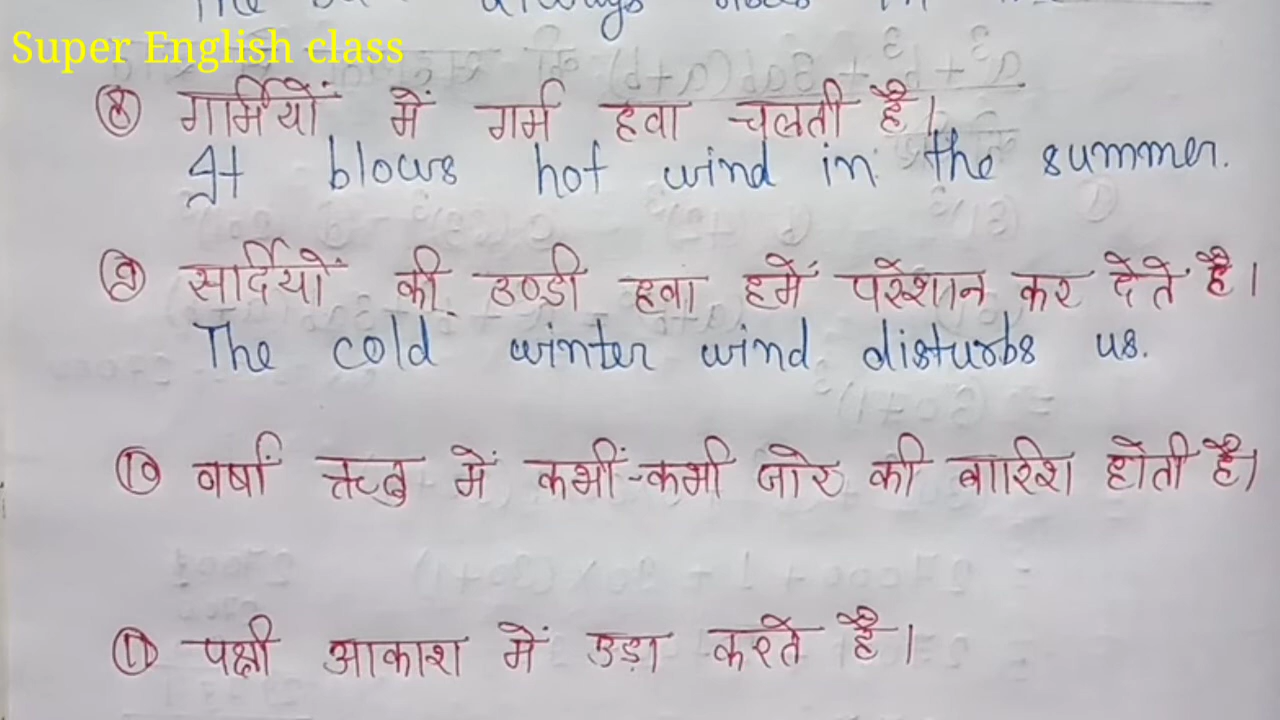 always in
Super English class
⑧ गर्मियों में गर्म हवा चलती है।
It blows hot wind in the summer.
⑨ सर्दियों की ठण्डी हवा हमें परेशान कर देते है।
The cold winter wind disturbs us.
⑩ वर्षा ऋतु में कभीं-कभी जोर की बारिश होती है।
⑪ पक्षी आकाश में उड़ा करते है।